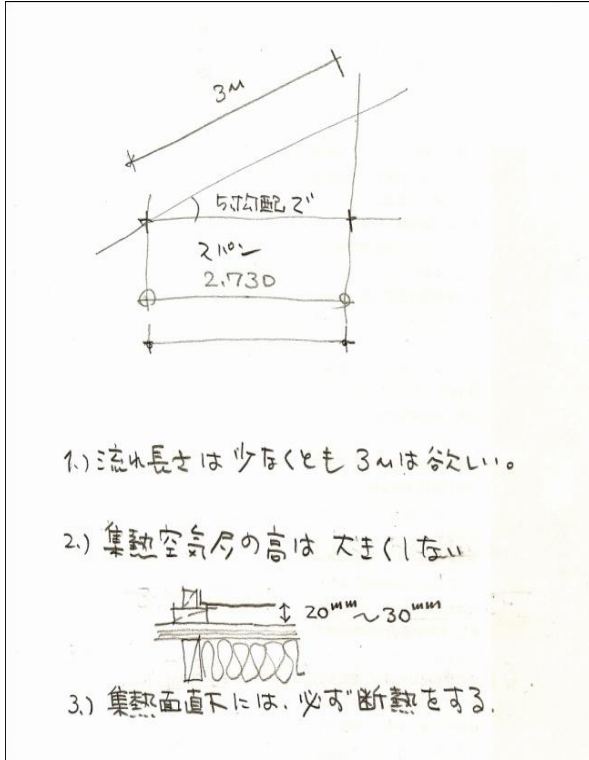 3M
5寸勾配で
スパン
2.730
1.) 流れ長さは少なくとも 3Mは欲しい。
2.) 集熱空気層の高は 大きくしない
20mm~30mm
3.) 集熱面直下には、必ず断熱をする.